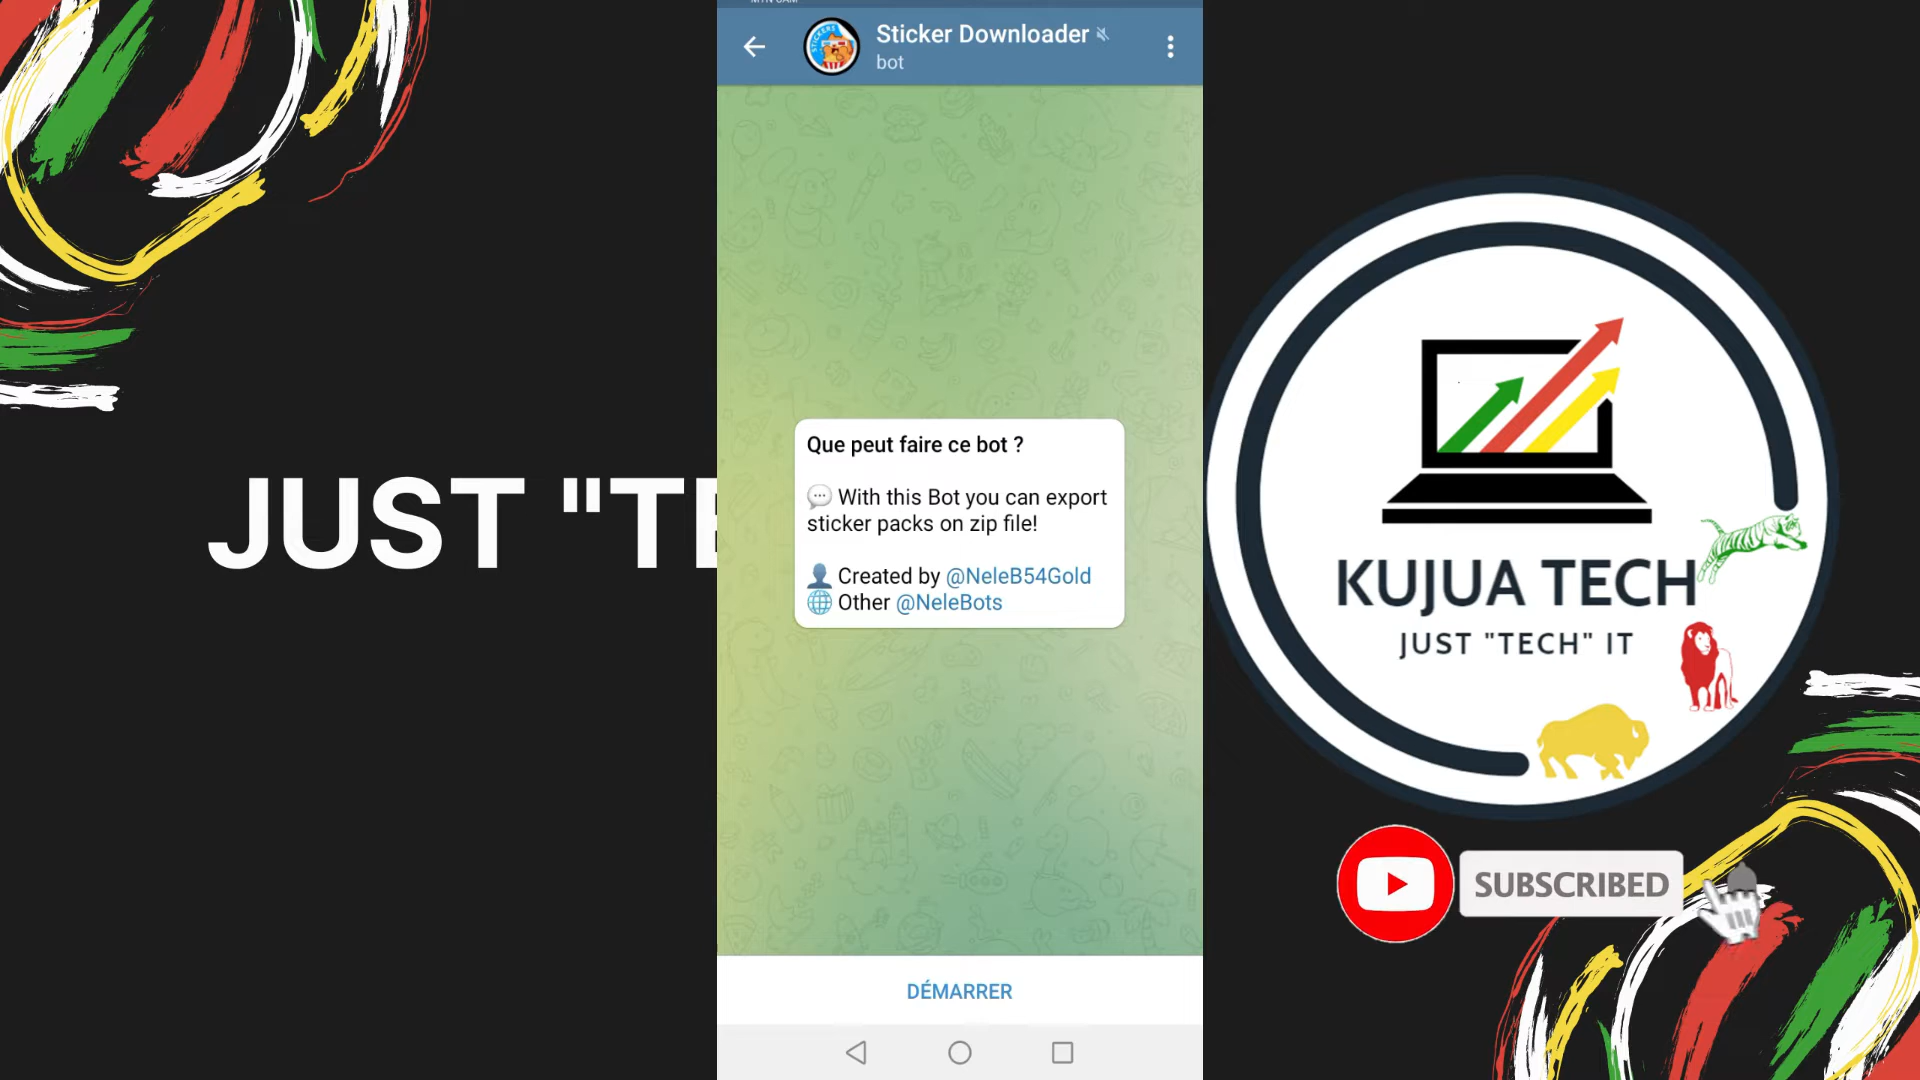 Sticker Downloader
bot
Que peut faire ce bot ?
With this Bot you can export
sticker packs on zip file!
Created by @NeleB54Gold
Other @NeleBots
DÉMARRER
JUST "TE
KUJUA TECH
JUST "TECH" IT
SUBSCRIBED
STICKERS